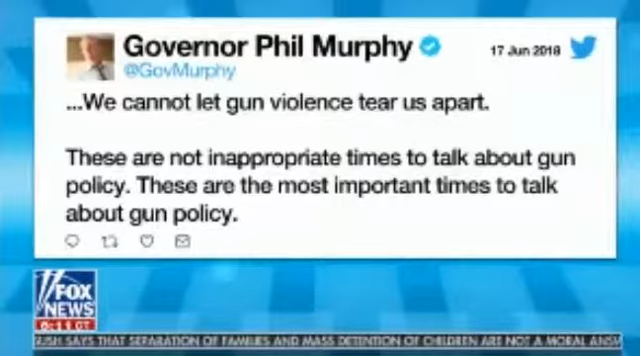 Governor Phil Murphy
17 Jun 2018
@GovMurphy
...We cannot let gun violence tear us apart.
These are not inappropriate times to talk about gun
policy. These are the most important times to talk
about gun policy.
FOX
NEWS
SAYS THAT SEPARATION OF FAMILIES AND MASS DETENTION OF CHILDREN ARE NOT A MORAL